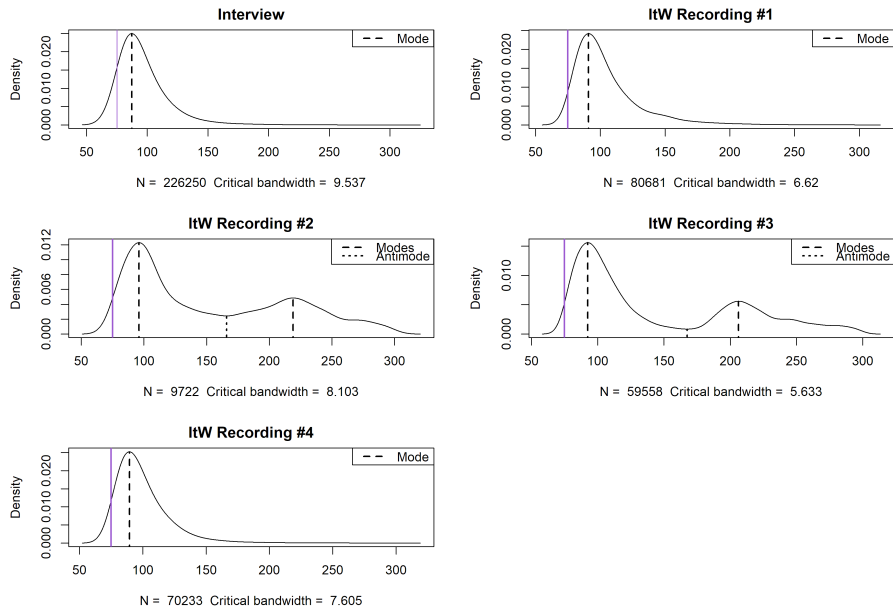 Interview
Density
0.000 0.010 0.020
Mode
50 100 150 200 250 300
N = 226250 Critical bandwidth = 9.537
ItW Recording #1
Density
0.000 0.010 0.020
Mode
50 100 150 200 250 300
N = 80681 Critical bandwidth = 6.62
ItW Recording #2
Density
0.000 0.006 0.012
Modes
Antimode
50 100 150 200 250 300
N = 9722 Critical bandwidth = 8.103
ItW Recording #3
Density
0.000 0.010
Modes
Antimode
50 100 150 200 250 300
N = 59558 Critical bandwidth = 5.633
ItW Recording #4
Density
0.000 0.010 0.020
Mode
50 100 150 200 250 300
N = 70233 Critical bandwidth = 7.605